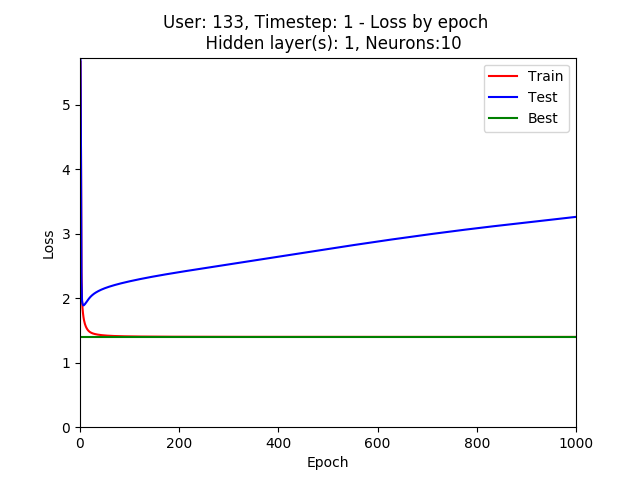 User: 133, Timestep: 1 - Loss by epoch
Hidden layer(s): 1, Neurons:10
Train
Test
Best
Loss
5
4
3
2
1
0
0 200 400 600 800 1000
Epoch